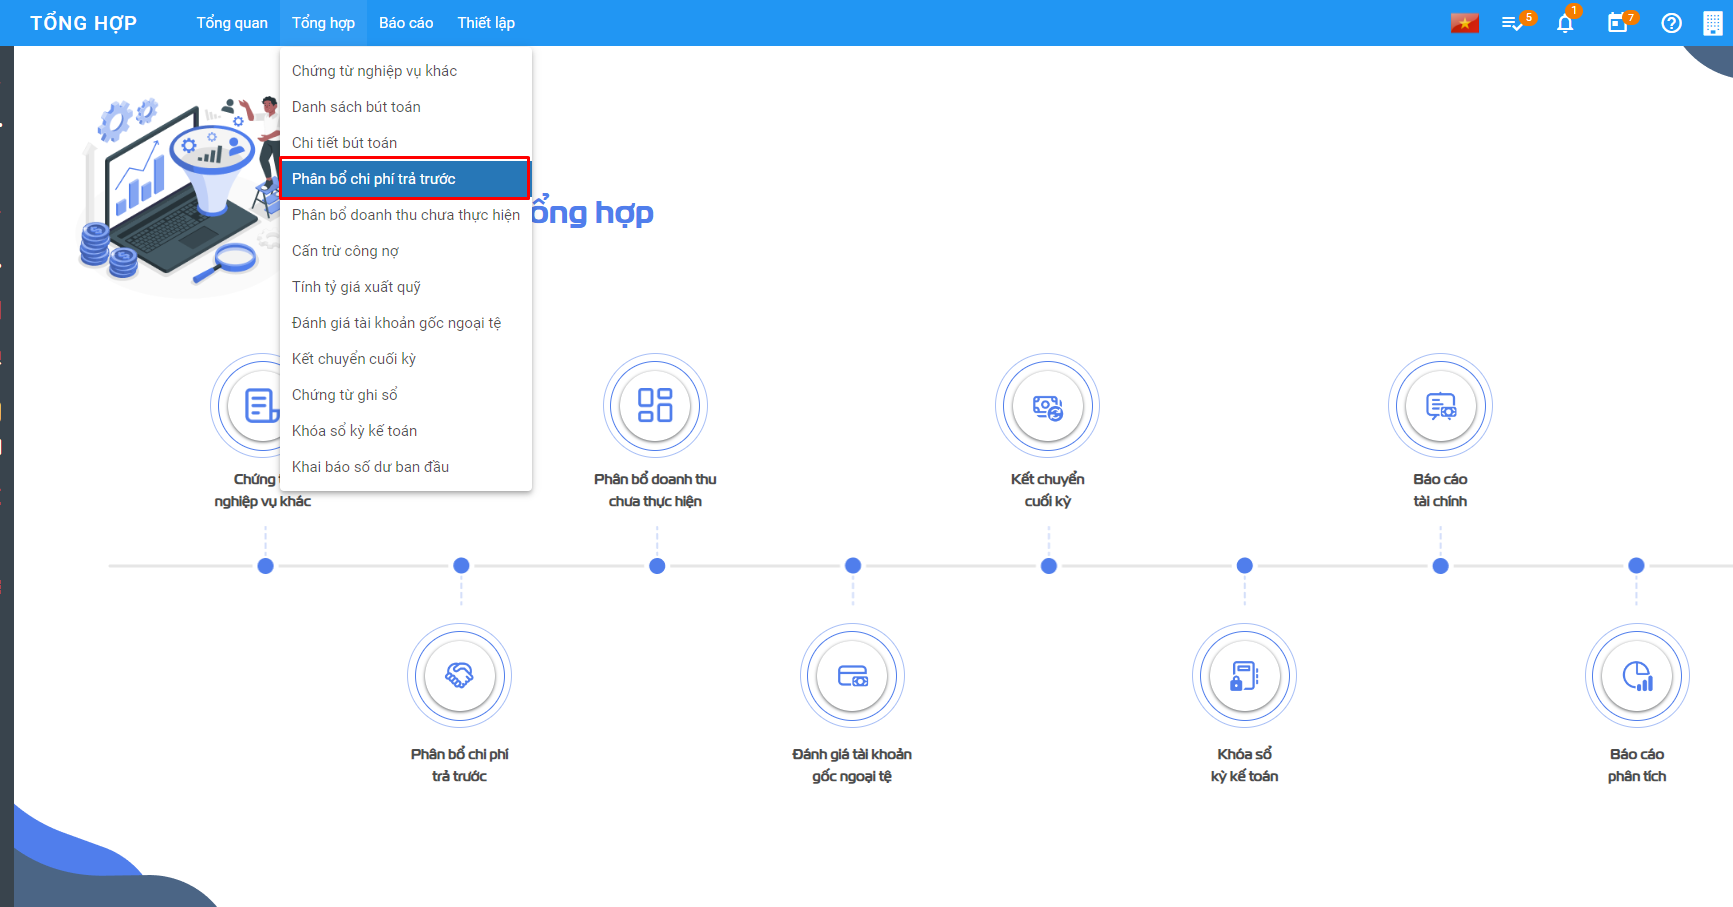 TỔNG HỢP
Tổng quan
Tổng hợp
Báo cáo
Thiết lập
5
1
7
Chứng từ nghiệp vụ khác
Danh sách bút toán
Chi tiết bút toán
Phân bổ chi phí trả trước
Phân bổ doanh thu chưa thực hiện
Cấn trừ công nợ
Tính tỷ giá xuất quỹ
Đánh giá tài khoản gốc ngoại tệ
Kết chuyển cuối kỳ
Chứng từ ghi sổ
Khóa sổ kỳ kế toán
Khai báo số dư ban đầu
ổng hợp
Chứng
nghiệp vụ khác
Phân bổ doanh thu
chưa thực hiện
Kết chuyển
cuối kỳ
Báo cáo
tài chính
Phân bổ chi phí
trả trước
Đánh giá tài khoản
gốc ngoại tệ
Khóa sổ
kỳ kế toán
Báo cáo
phân tích